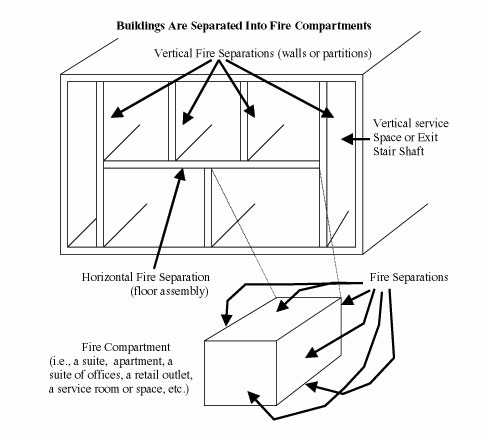 Buildings Are Separated Into Fire Compartments
Vertical Fire Separations (walls or partitions)
Vertical service
Space or Exit
Stair Shaft
Horizontal Fire Separation
(floor assembly)
Fire Separations
Fire Compartment
(i.e., a suite, apartment, a
suite of offices, a retail outlet,
a service room or space, etc.)